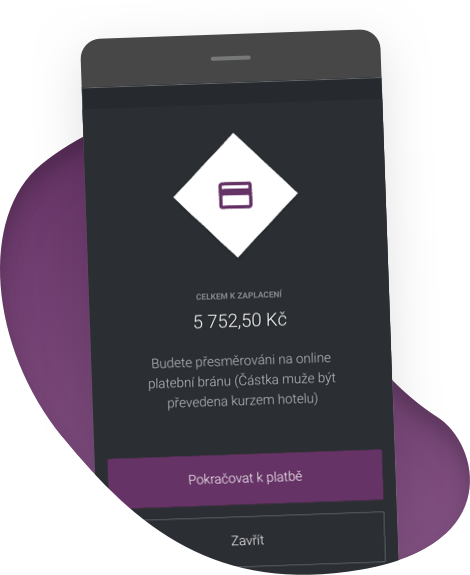 CELKEM K ZAPLACENÍ
5 752,50 Kč
Budete přesměrováni na online
platební bránu (Částka muže být
převedena kurzem hotelu)
Pokračovat k platbě
Zavřít